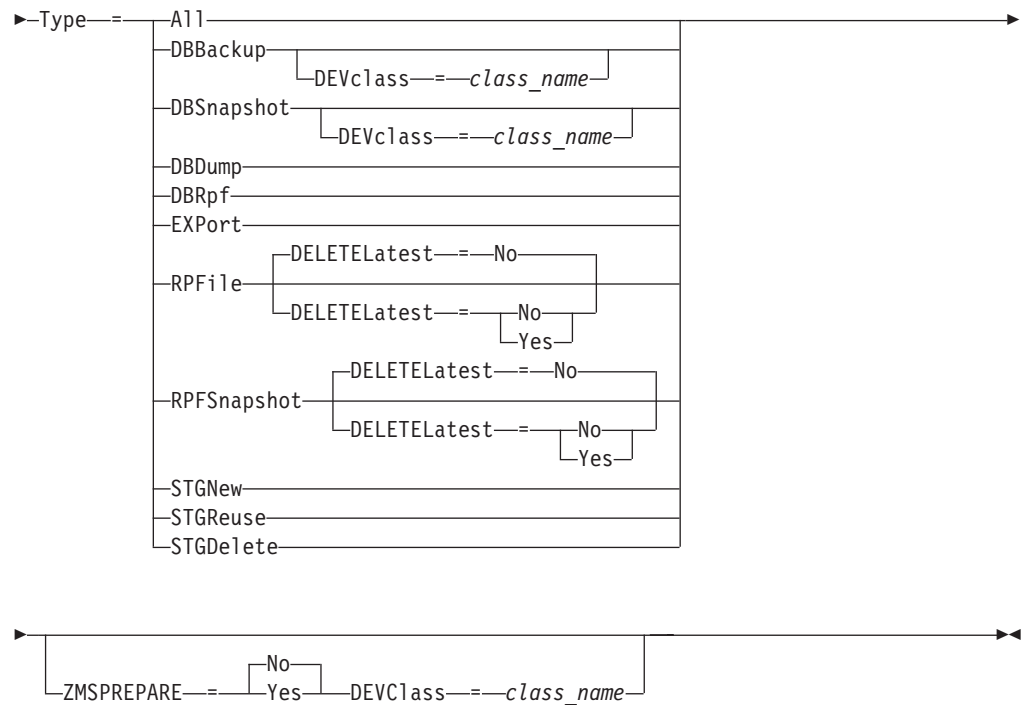 Type = All
DBBackup
DEVclass = class_name
DBSnapshot
DEVclass = class_name
DBDump
DBRpf
EXPort
DELETELatest = No
RPFile
DELETELatest = No
Yes
DELETELatest = No
RPFSnapshot
DELETELatest = No
Yes
STGNew
STGReuse
STGDelete
No
ZMSPREPARE = Yes DEVClass = class_name